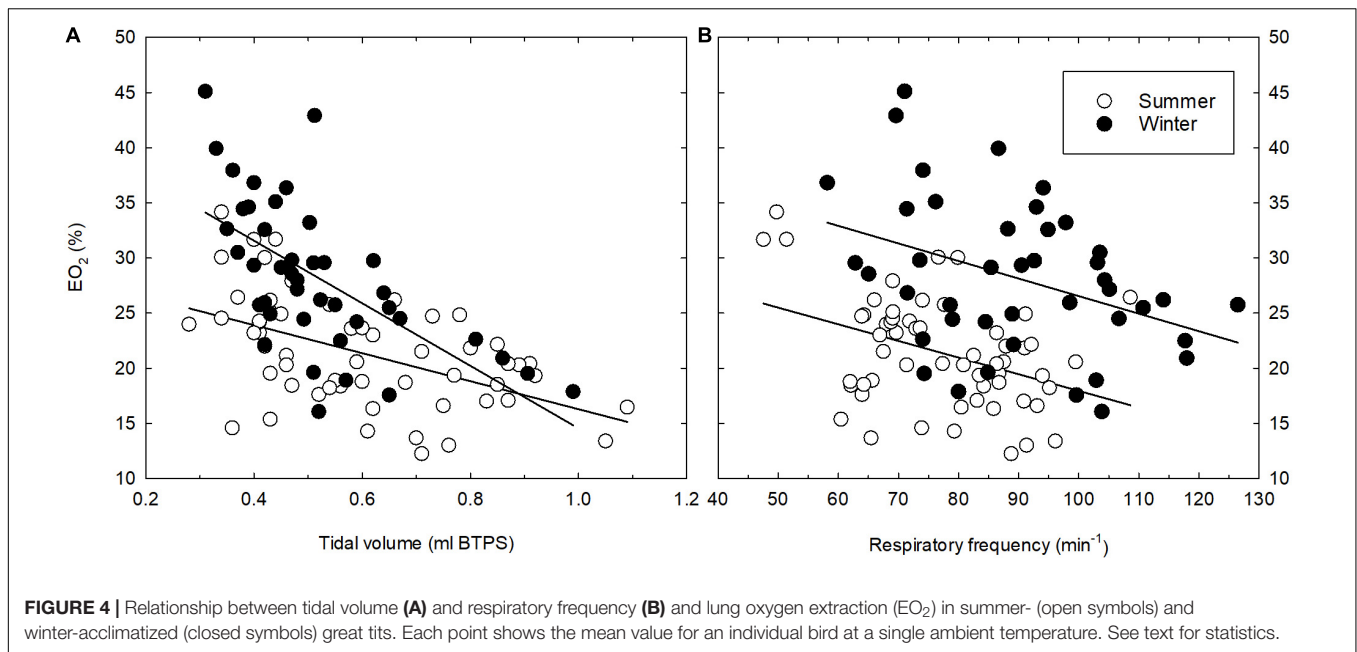 A
B
50
45
40
35
30
25
20
15
10
EO₂ (%)
0.2 0.4 0.6 0.8 1.0 1.2
Tidal volume (ml BTPS)
Summer
Winter
50
45
40
35
30
25
20
15
10
40 50 60 70 80 90 100 110 120 130
Respiratory frequency (min⁻¹)
FIGURE 4 | Relationship between tidal volume (A) and respiratory frequency (B) and lung oxygen extraction (EO₂) in summer- (open symbols) and
winter-acclimatized (closed symbols) great tits. Each point shows the mean value for an individual bird at a single ambient temperature. See text for statistics.